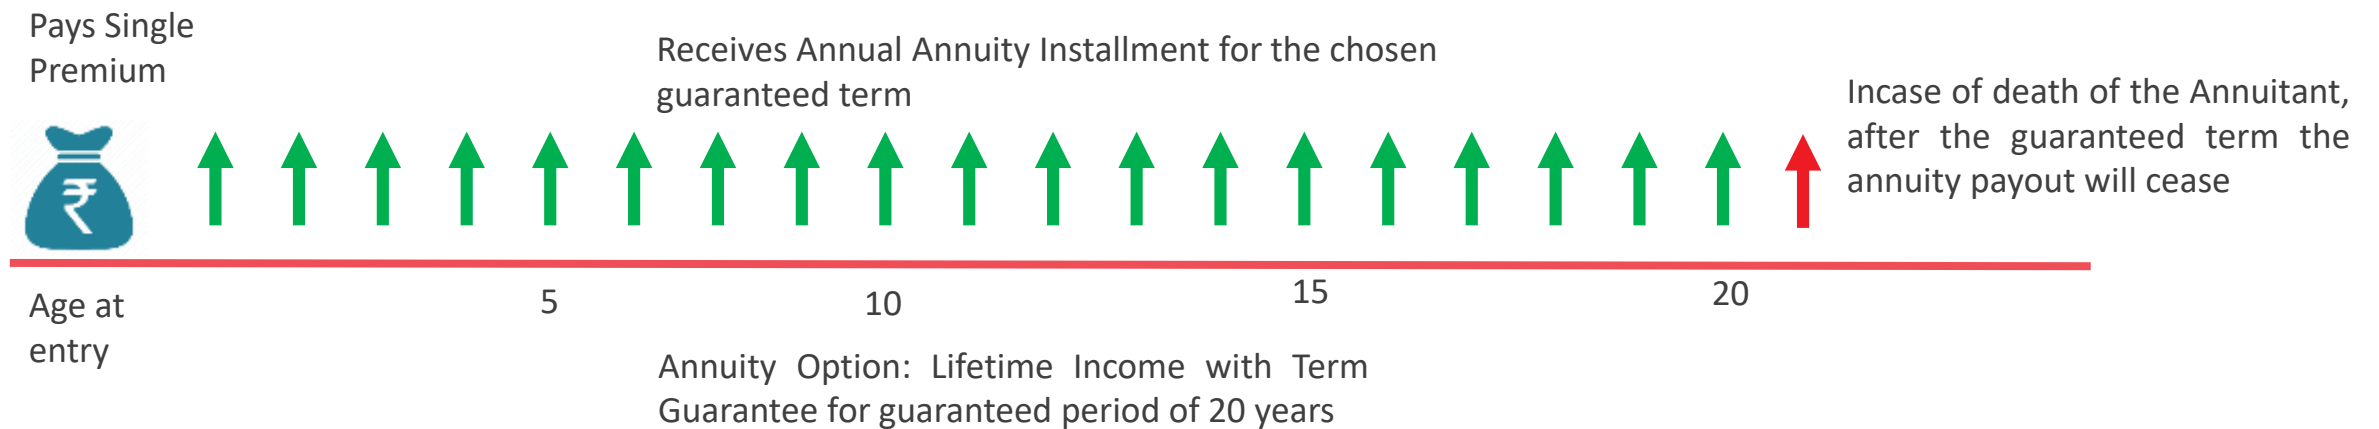 Pays Single
Premium
Receives Annual Annuity Installment for the chosen
guaranteed term
Incase of death of the Annuitant,
after the guaranteed term the
annuity payout will cease
₹
Age at
entry
5
10
15
20
Annuity Option: Lifetime Income with Term
Guarantee for guaranteed period of 20 years